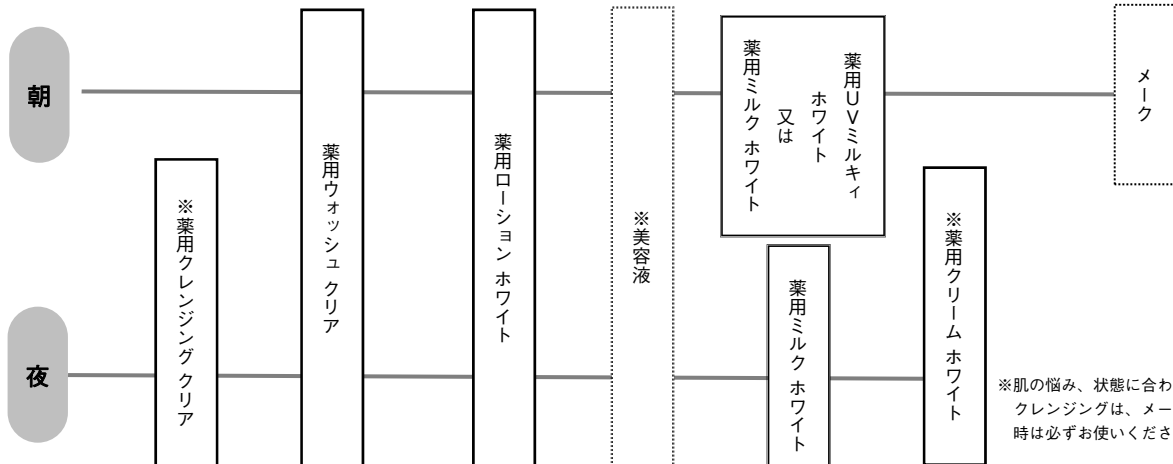 朝
夜
※薬用クレンジング クリア
薬用ウォッシュ クリア
薬用ローション ホワイト
※美容液
薬用UVミルキィ
ホワイト
又は
薬用ミルク ホワイト
薬用ミルク ホワイト
※薬用クリーム ホワイト
メーク
※肌の悩み、状態に合わ
クレンジングは、メー
時は必ずお使いくださ